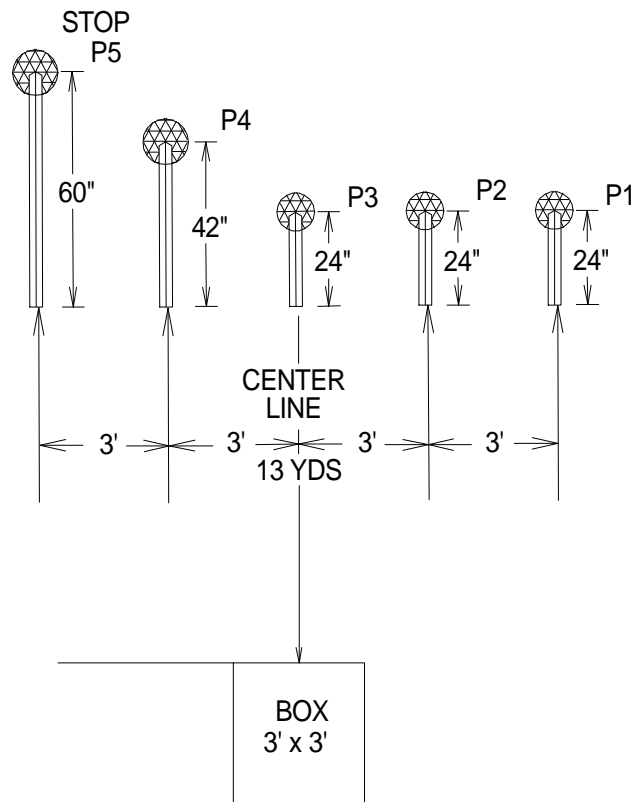 STOP
P5
P4
P3
P2
P1
60"
42"
24"
24"
24"
CENTER
LINE
3'
3'
3'
3'
13 YDS
BOX
3' x 3'